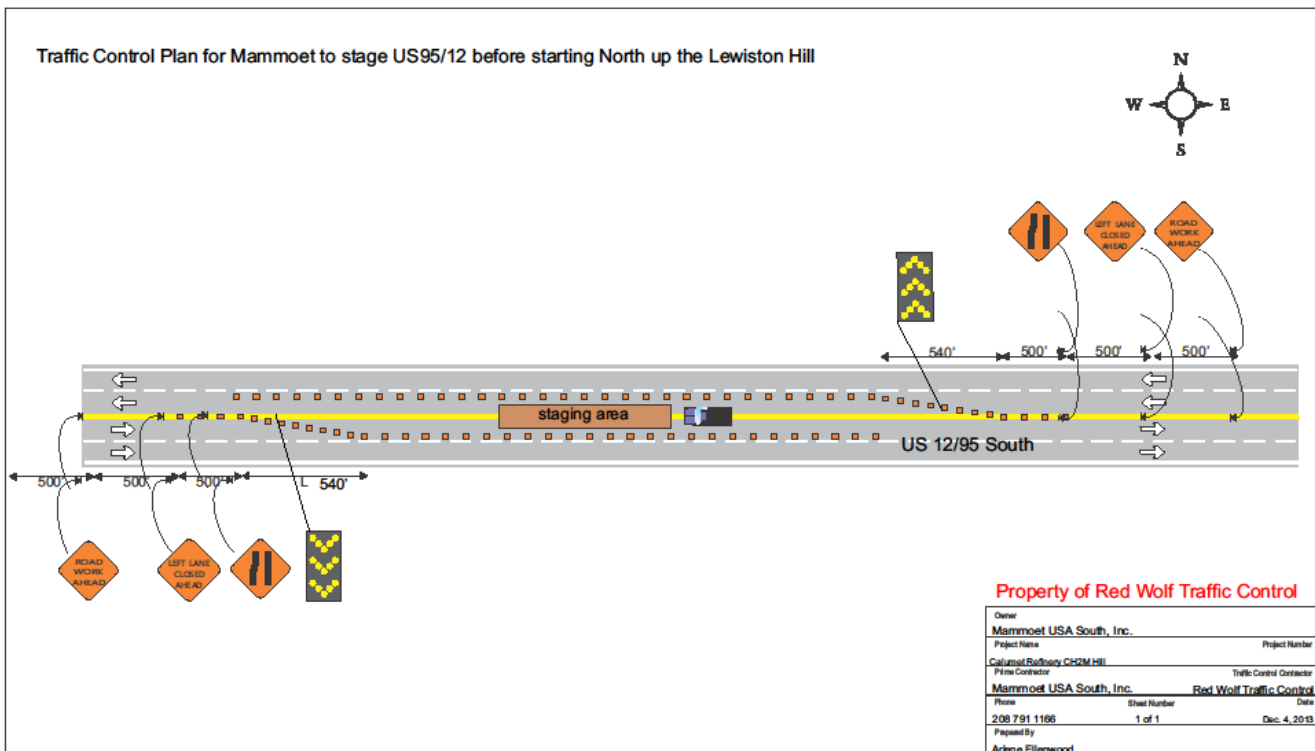 Traffic Control Plan for Mammoet to stage US95/12 before starting North up the Lewiston Hill
N
W E
S
LEFT LANE
CLOSED
AHEAD
ROAD
WORK
AHEAD
540' 500' 500' 500'
staging area
US 12/95 South
500' 500' 500' L 540'
ROAD
WORK
AHEAD
LEFT LANE
CLOSED
AHEAD
Property of Red Wolf Traffic Control
Owner
Mammoet USA South, Inc.
Project Name Project Number
Calumet Refinery CH2M Hill
Prime Contractor Traffic Control Contractor
Mammoet USA South, Inc. Red Wolf Traffic Control
Phone Sheet Number Date
208 791 1166 1 of 1 Dec. 4, 2013
Prepared By
Arlene Ellenwood